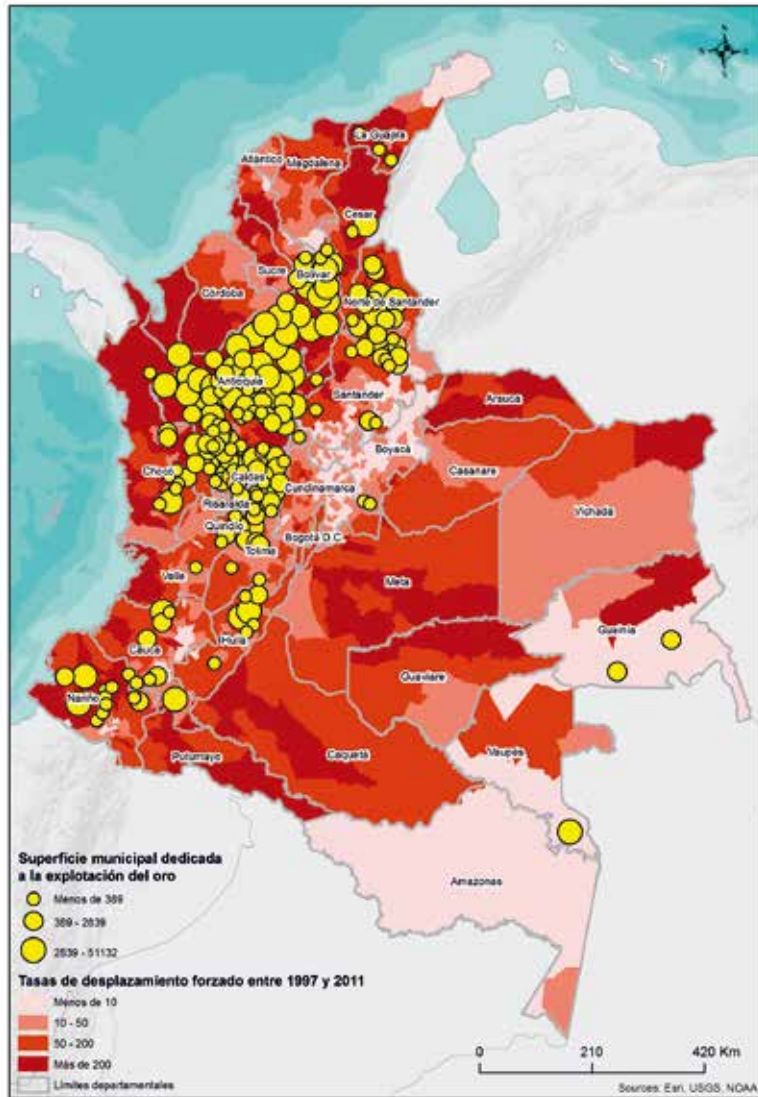 La Guajira
Atlántico
Magdalena
Cesar
Sucre
Bolívar
Córdoba
Norte de Santander
Antioquia
Santander
Arauca
Boyacá
Chocó
Caldas
Casanare
Cundinamarca
Risaralda
Vichada
Quindío
Bogotá D.C.
Tolima
Valle
Meta
Guainía
Huila
Cauca
Guaviare
Nariño
Vaupés
Caquetá
Putumayo
Amazonas
Superficie municipal dedicada
a la explotación del oro
Menos de 389
389 - 2839
2839 - 51132
Tasas de desplazamiento forzado entre 1997 y 2011
Menos de 10
10 - 50
50 - 200
Más de 200
Límites departamentales
0 210 420 Km
Sources: Esri, USGS, NOAA